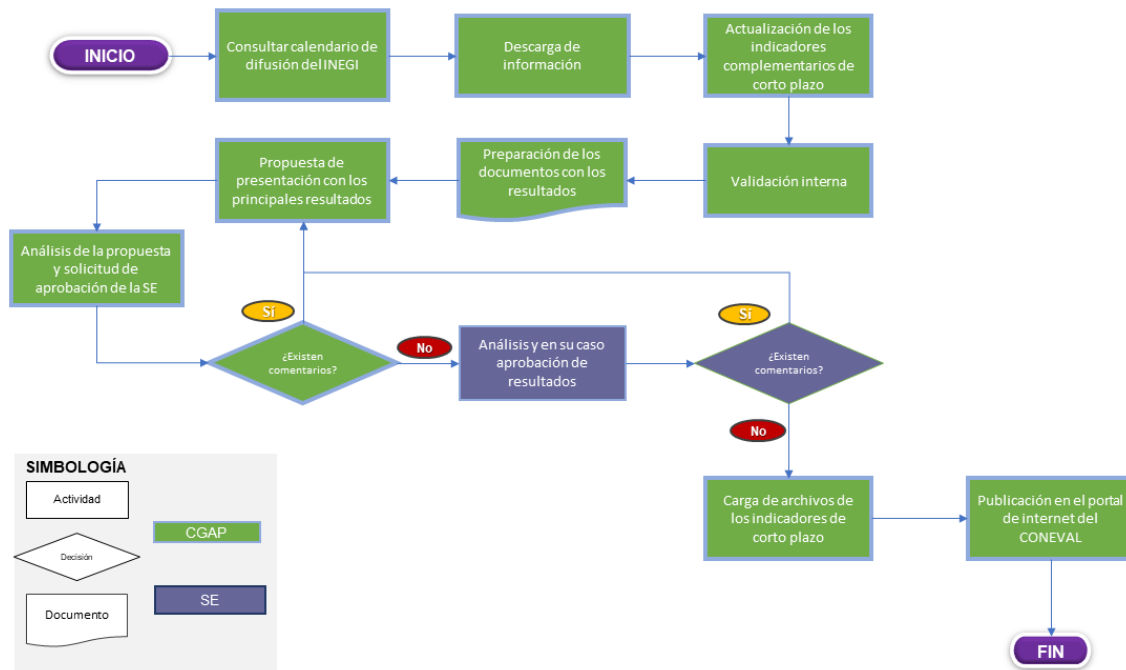 INICIO
Consultar calendario de
difusión del INEGI
Descarga de
información
Actualización de los
indicadores
complementarios de
corto plazo
Propuesta de
presentación con los
principales resultados
Preparación de los
documentos con los
resultados
Validación interna
Análisis de la propuesta
y solicitud de
aprobación de la SE
Sí
¿Existen
comentarios?
No
Análisis y en su caso
aprobación de
resultados
Sí
¿Existen
comentarios?
No
Carga de archivos de
los indicadores de
corto plazo
Publicación en el portal
de internet del
CONEVAL
FIN
SIMBOLOGÍA
Actividad
CGAP
Decisión
SE
Documento